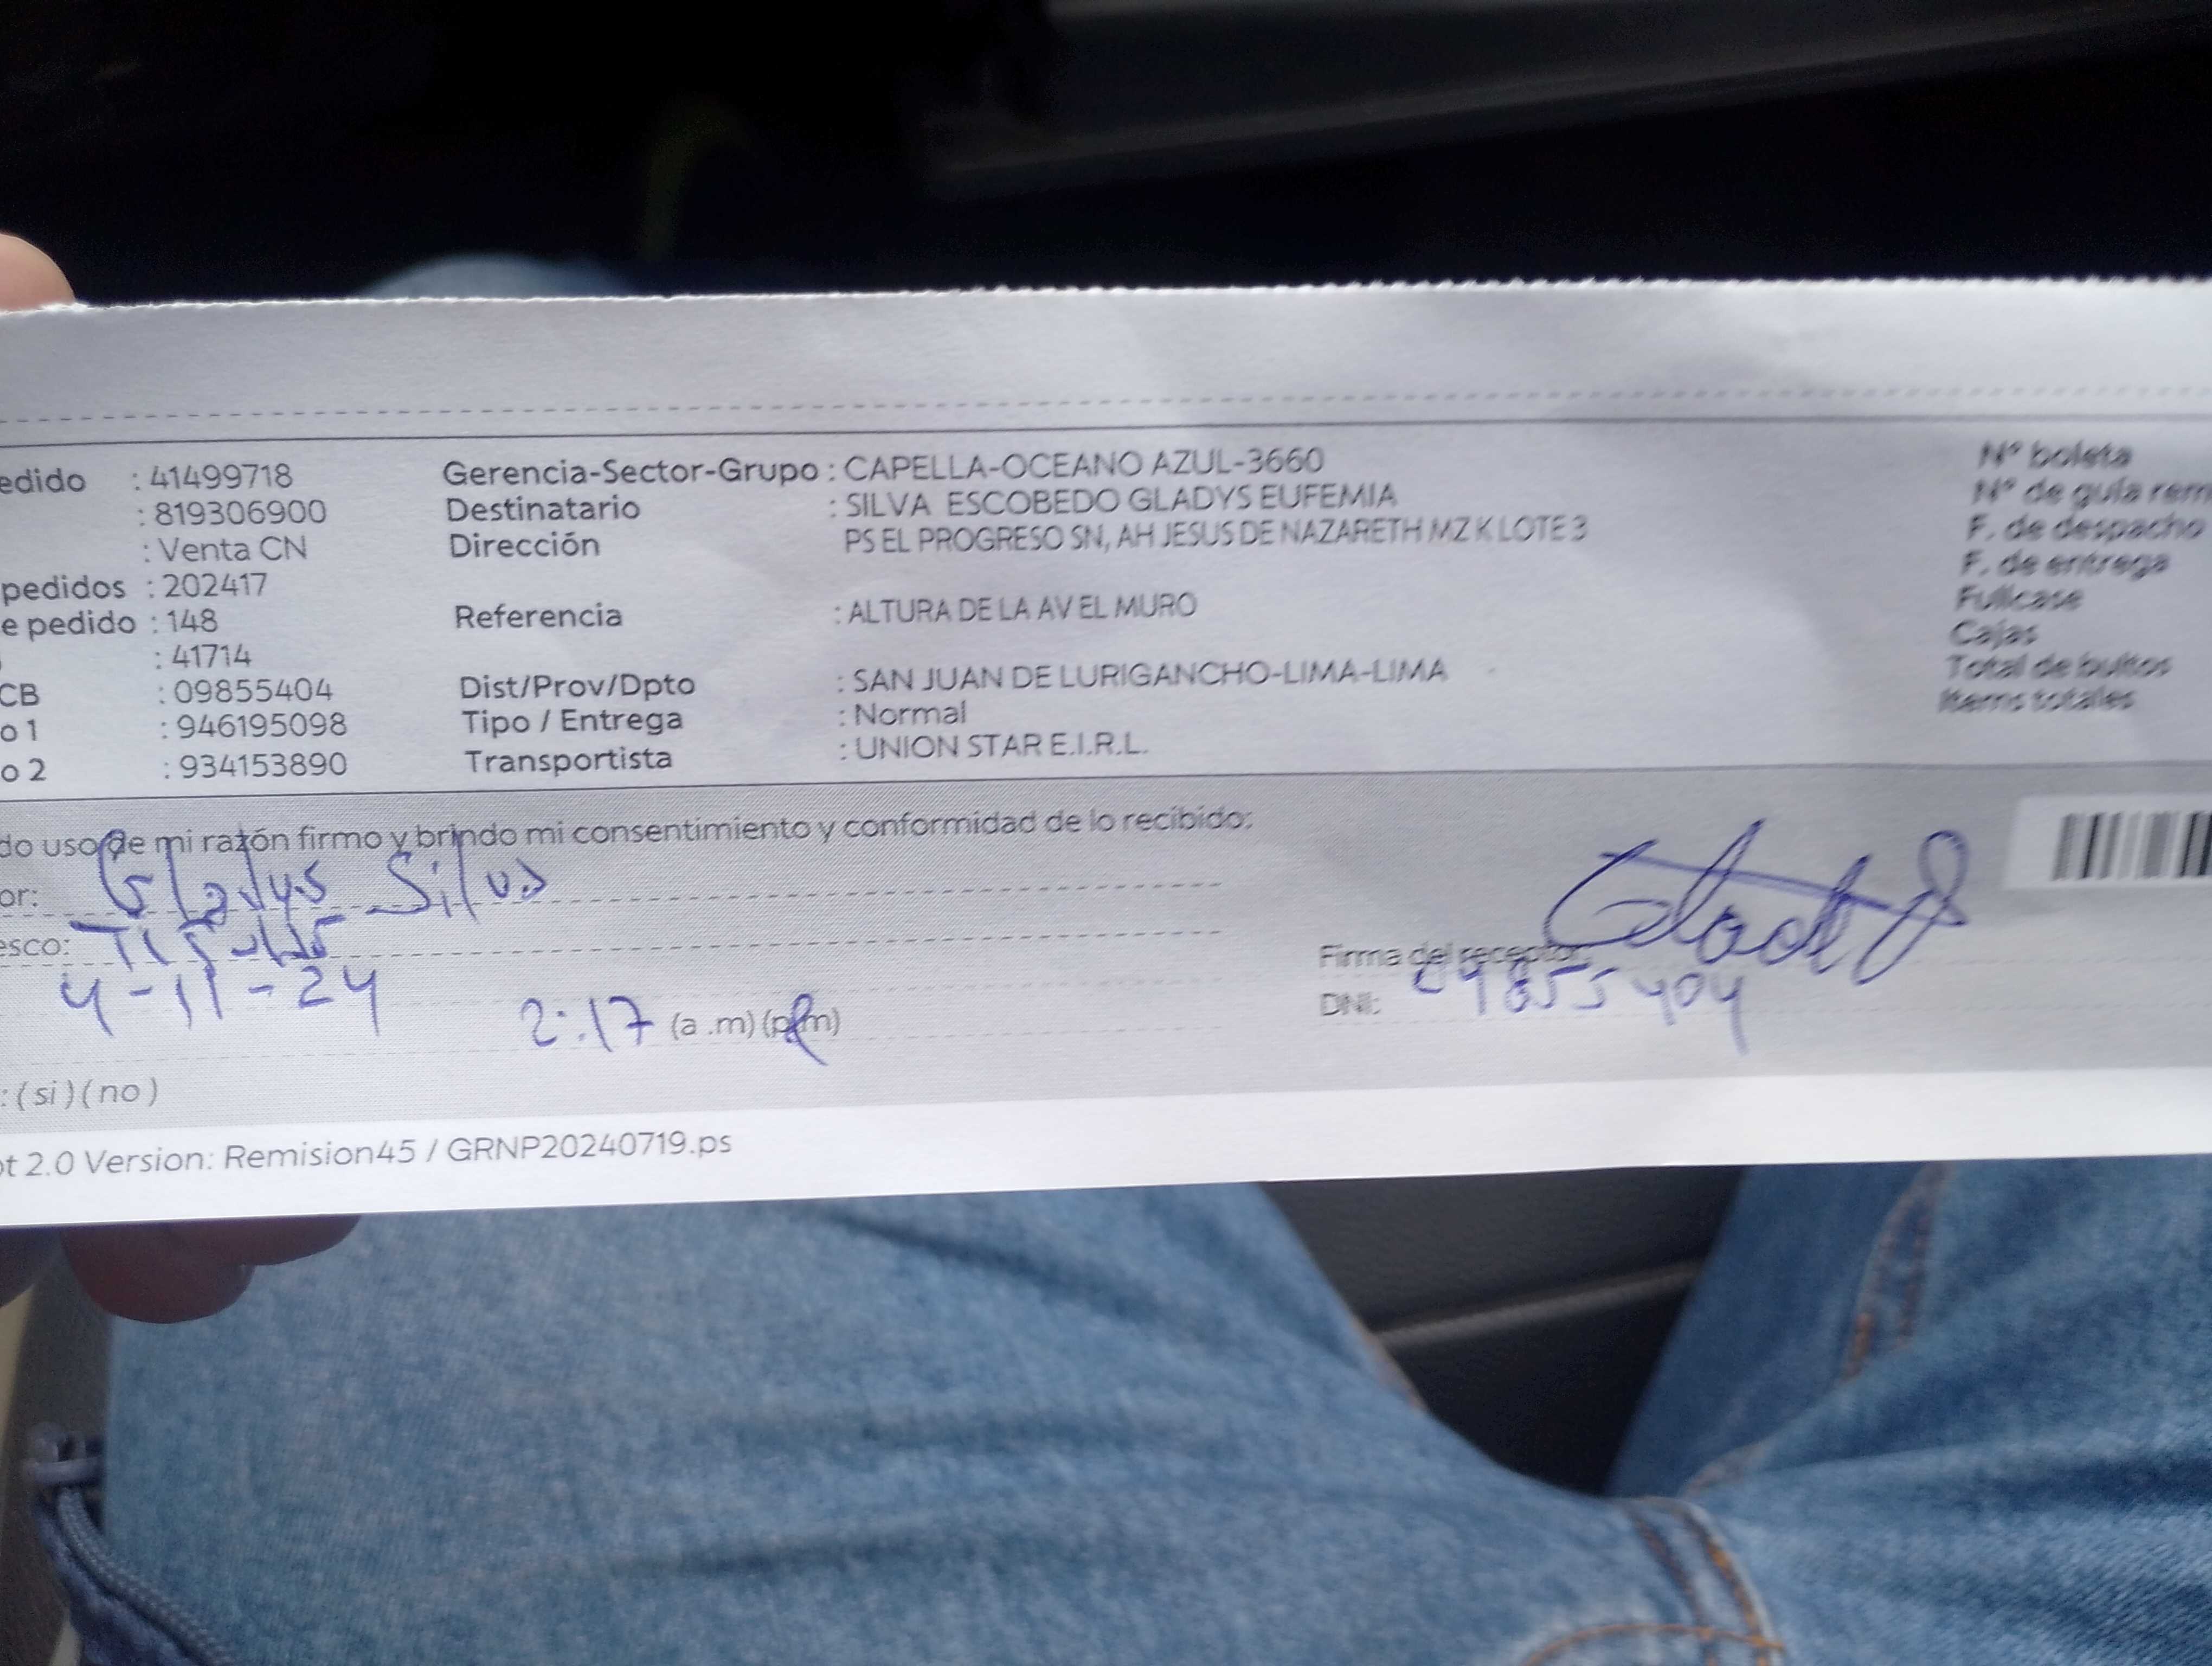 edido : 41499718 Gerencia-Sector-Grupo : CAPELLA-OCEANO AZUL-3660 N° boleta
: 819306900 Destinatario : SILVA ESCOBEDO GLADYS EUFEMIA N° de guía rem
: Venta CN Dirección PS EL PROGRESO SN, AH JESUS DE NAZARETH MZ K LOTE 3 F. de despacho
pedidos : 202417 F. de entrega
e pedido : 148 Referencia : ALTURA DE LA AV EL MURO Fullcase
: 41714 Cajas
CB : 09855404 Dist/Prov/Dpto : SAN JUAN DE LURIGANCHO-LIMA-LIMA Total de bultos
o 1 : 946195098 Tipo / Entrega : Normal Items totales
o 2 : 934153890 Transportista : UNION STAR E.I.R.L.
do uso de mi razón firmo y brindo mi consentimiento y conformidad de lo recibido:
or: Gladys Silva
esco: Titular
Firma del receptor:
4-11-24 2:17 (a .m) (p.m) DNI: 09855404
: ( si ) ( no )
ot 2.0 Version: Remision45 / GRNP20240719.ps